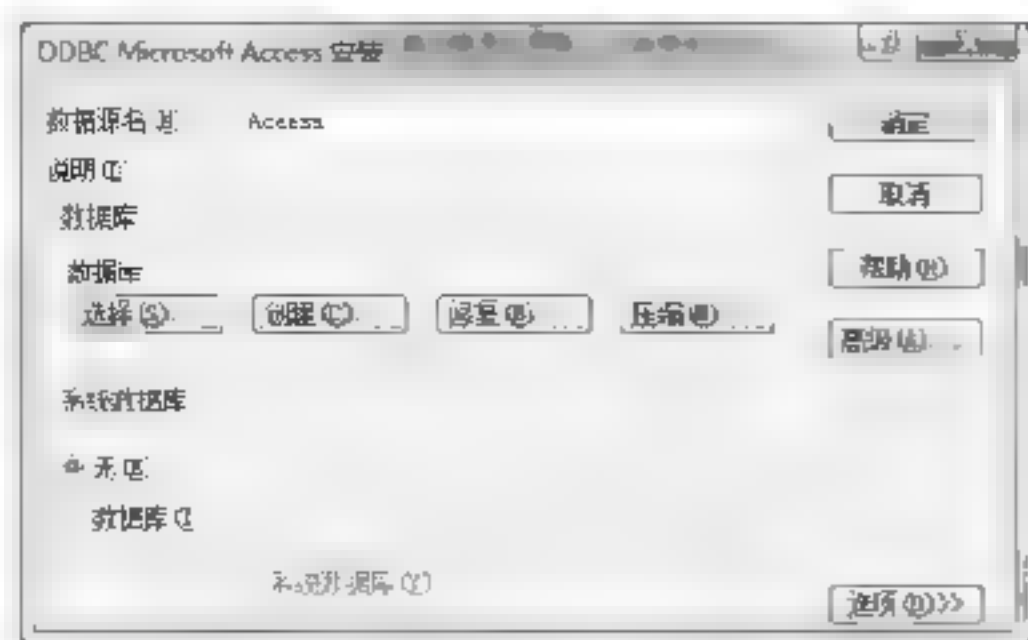 ODBC Microsoft Access 安装
数据源名(N): Access 确定
说明(D):
取消
数据库
数据库:
帮助(H)
选择(S)... 创建(C)... 修复(R)... 压缩(M)...
高级(A)...
系统数据库
无(E)
数据库(T):
系统数据库(Y)...
选项(O)>>